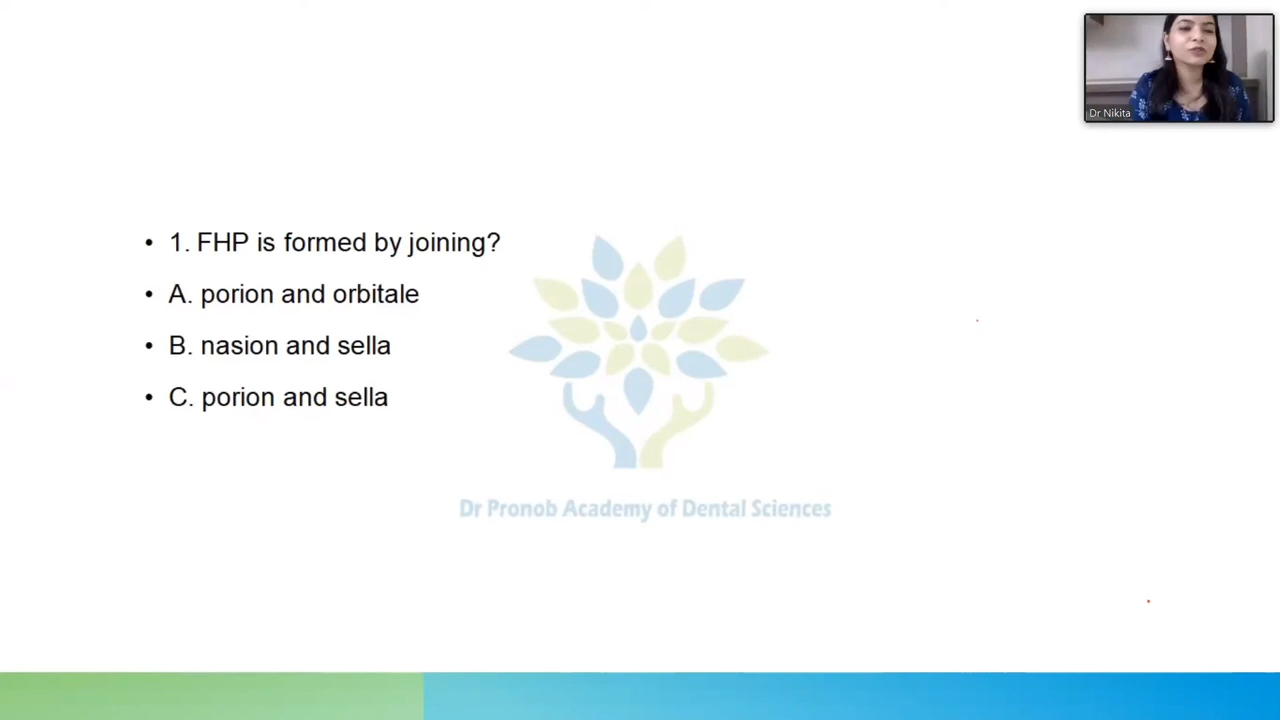 Dr Nikita
• 1. FHP is formed by joining?
• A. porion and orbitale
• B. nasion and sella
• C. porion and sella
Dr Pronob Academy of Dental Sciences